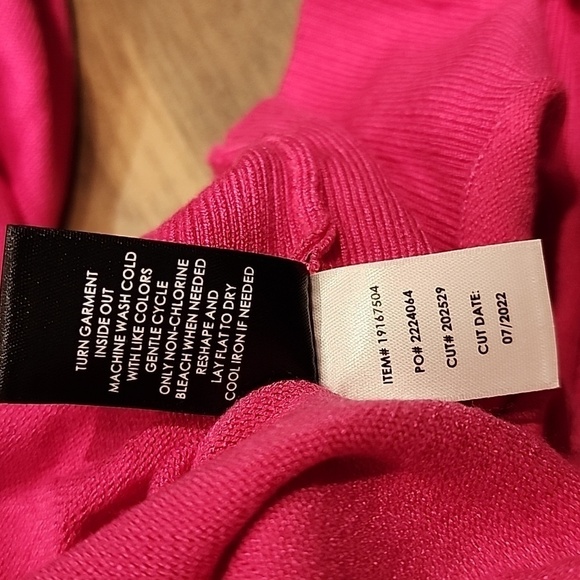 TURN GARMENT
INSIDE OUT
MACHINE WASH COLD
WITH LIKE COLORS
GENTLE CYCLE
ONLY NON-CHLORINE
BLEACH WHEN NEEDED
RESHAPE AND
LAY FLAT TO DRY
COOL IRON IF NEEDED
ITEM# 19167504
PO# 2224064
CUT# 202529
CUT DATE:
07/2022